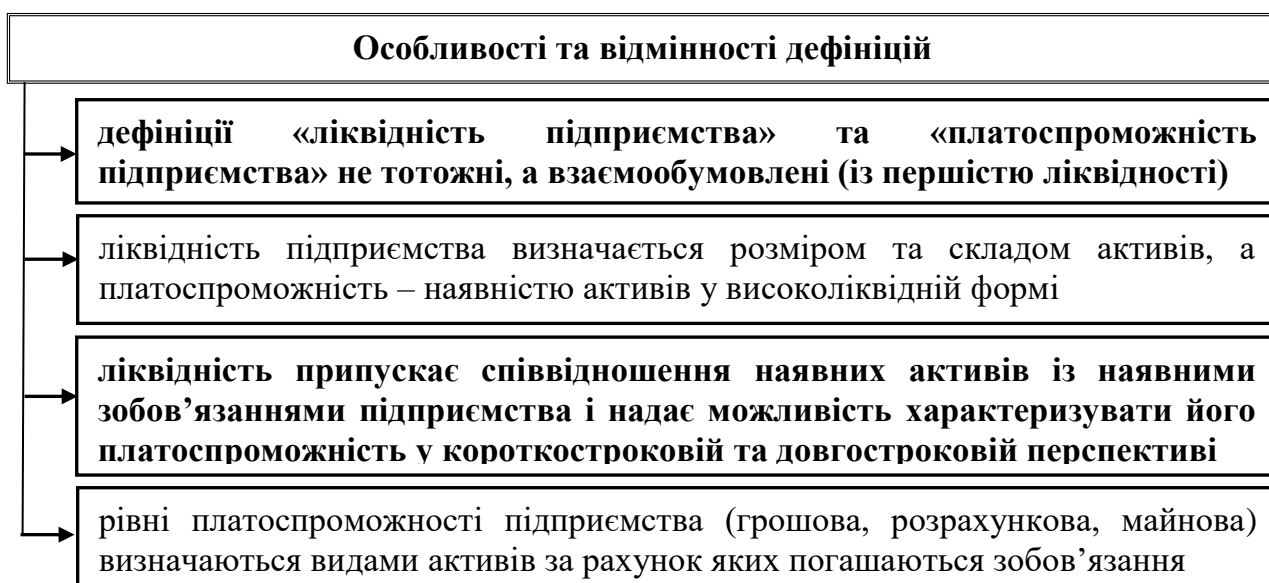 Особливості та відмінності дефініцій
дефініції «ліквідність підприємства» та «платоспроможність
підприємства» не тотожні, а взаємообумовлені (із першістю ліквідності)
ліквідність підприємства визначається розміром та складом активів, а
платоспроможність – наявністю активів у високоліквідній формі
ліквідність припускає співвідношення наявних активів із наявними
зобов’язаннями підприємства і надає можливість характеризувати його
платоспроможність у короткостроковій та довгостроковій перспективі
рівні платоспроможності підприємства (грошова, розрахункова, майнова)
визначаються видами активів за рахунок яких погашаються зобов’язання